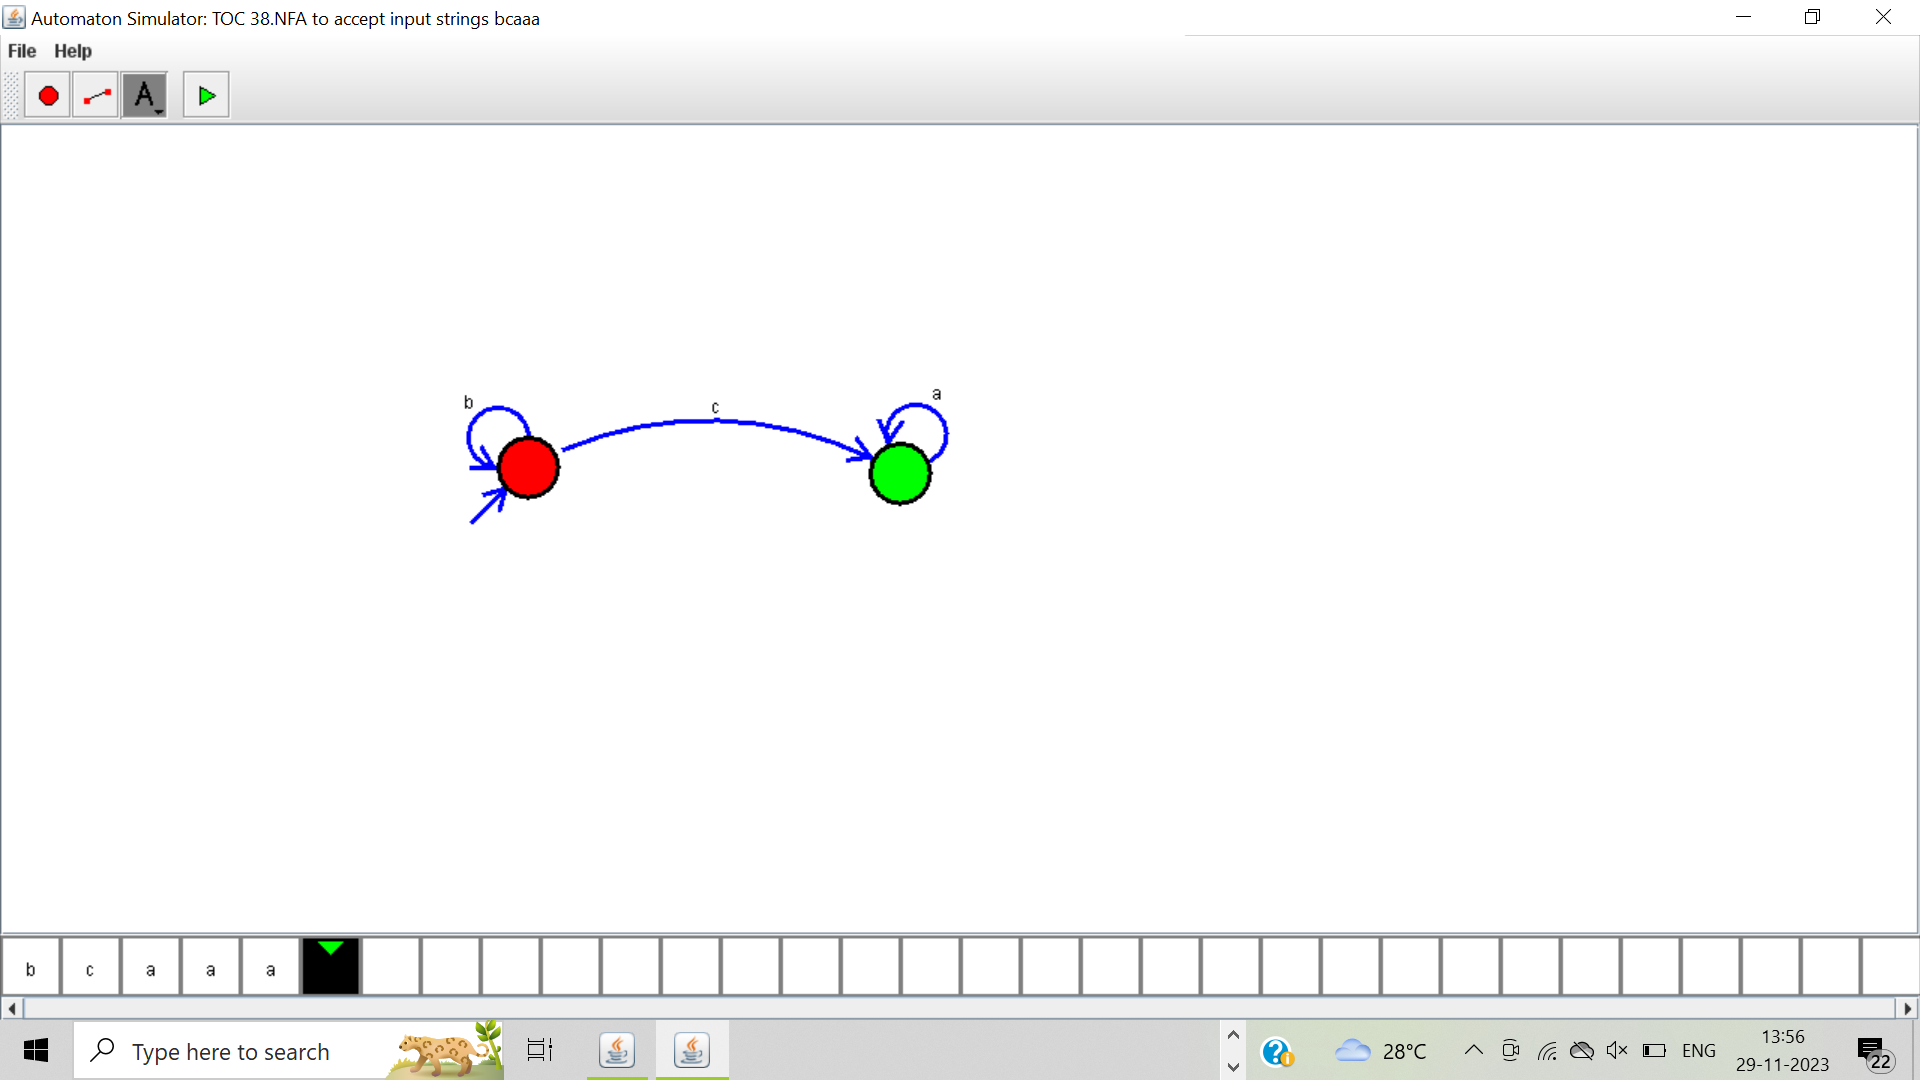 Automaton Simulator: TOC 38.NFA to accept input strings bcaaa
File Help
A
b c a
b c a a a
Type here to search
28°C
ENG
13:56
29-11-2023
22